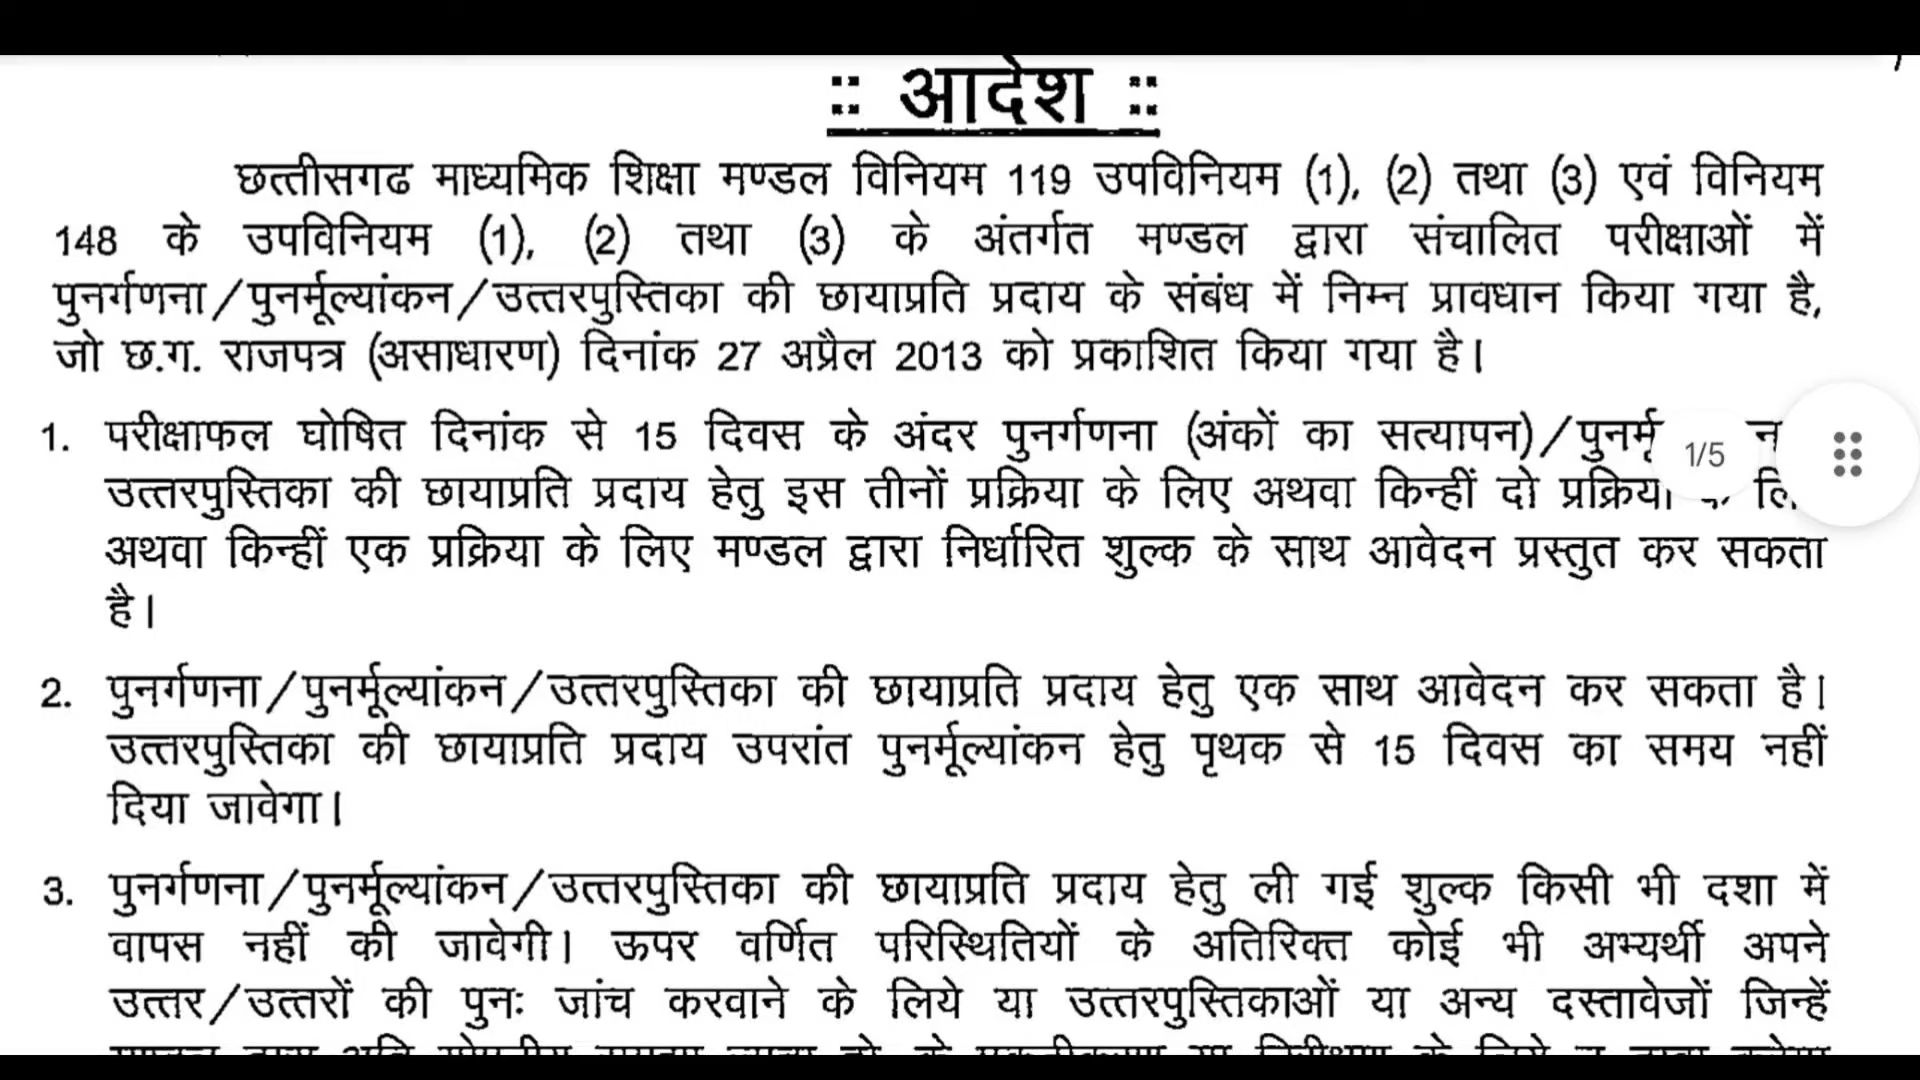 :: आदेश ::
छत्तीसगढ माध्यमिक शिक्षा मण्डल विनियम 119 उपविनियम (1), (2) तथा (3) एवं विनियम
148 के उपविनियम (1), (2) तथा (3) के अंतर्गत मण्डल द्वारा संचालित परीक्षाओं में
पुनर्गणना/पुनर्मूल्यांकन/उत्तरपुस्तिका की छायाप्रति प्रदाय के संबंध में निम्न प्रावधान किया गया है,
जो छ.ग. राजपत्र (असाधारण) दिनांक 27 अप्रैल 2013 को प्रकाशित किया गया है।
1. परीक्षाफल घोषित दिनांक से 15 दिवस के अंदर पुनर्गणना (अंकों का सत्यापन)/
1/5
उत्तरपुस्तिका की छायाप्रति प्रदाय हेतु इस तीनों प्रक्रिया के लिए अथवा किन्हीं दो प्रक्रिया
अथवा किन्हीं एक प्रक्रिया के लिए मण्डल द्वारा निर्धारित शुल्क के साथ आवेदन प्रस्तुत कर सकता
है।
2. पुनर्गणना/पुनर्मूल्यांकन/उत्तरपुस्तिका की छायाप्रति प्रदाय हेतु एक साथ आवेदन कर सकता है।
उत्तरपुस्तिका की छायाप्रति प्रदाय उपरांत पुनर्मूल्यांकन हेतु पृथक से 15 दिवस का समय नहीं
दिया जावेगा।
3. पुनर्गणना/पुनर्मूल्यांकन/उत्तरपुस्तिका की छायाप्रति प्रदाय हेतु ली गई शुल्क किसी भी दशा में
वापस नहीं की जावेगी। ऊपर वर्णित परिस्थितियों के अतिरिक्त कोई भी अभ्यर्थी अपने
उत्तर/उत्तरों की पुनः जांच करवाने के लिये या उत्तरपुस्तिकाओं या अन्य दस्तावेजों जिन्हें